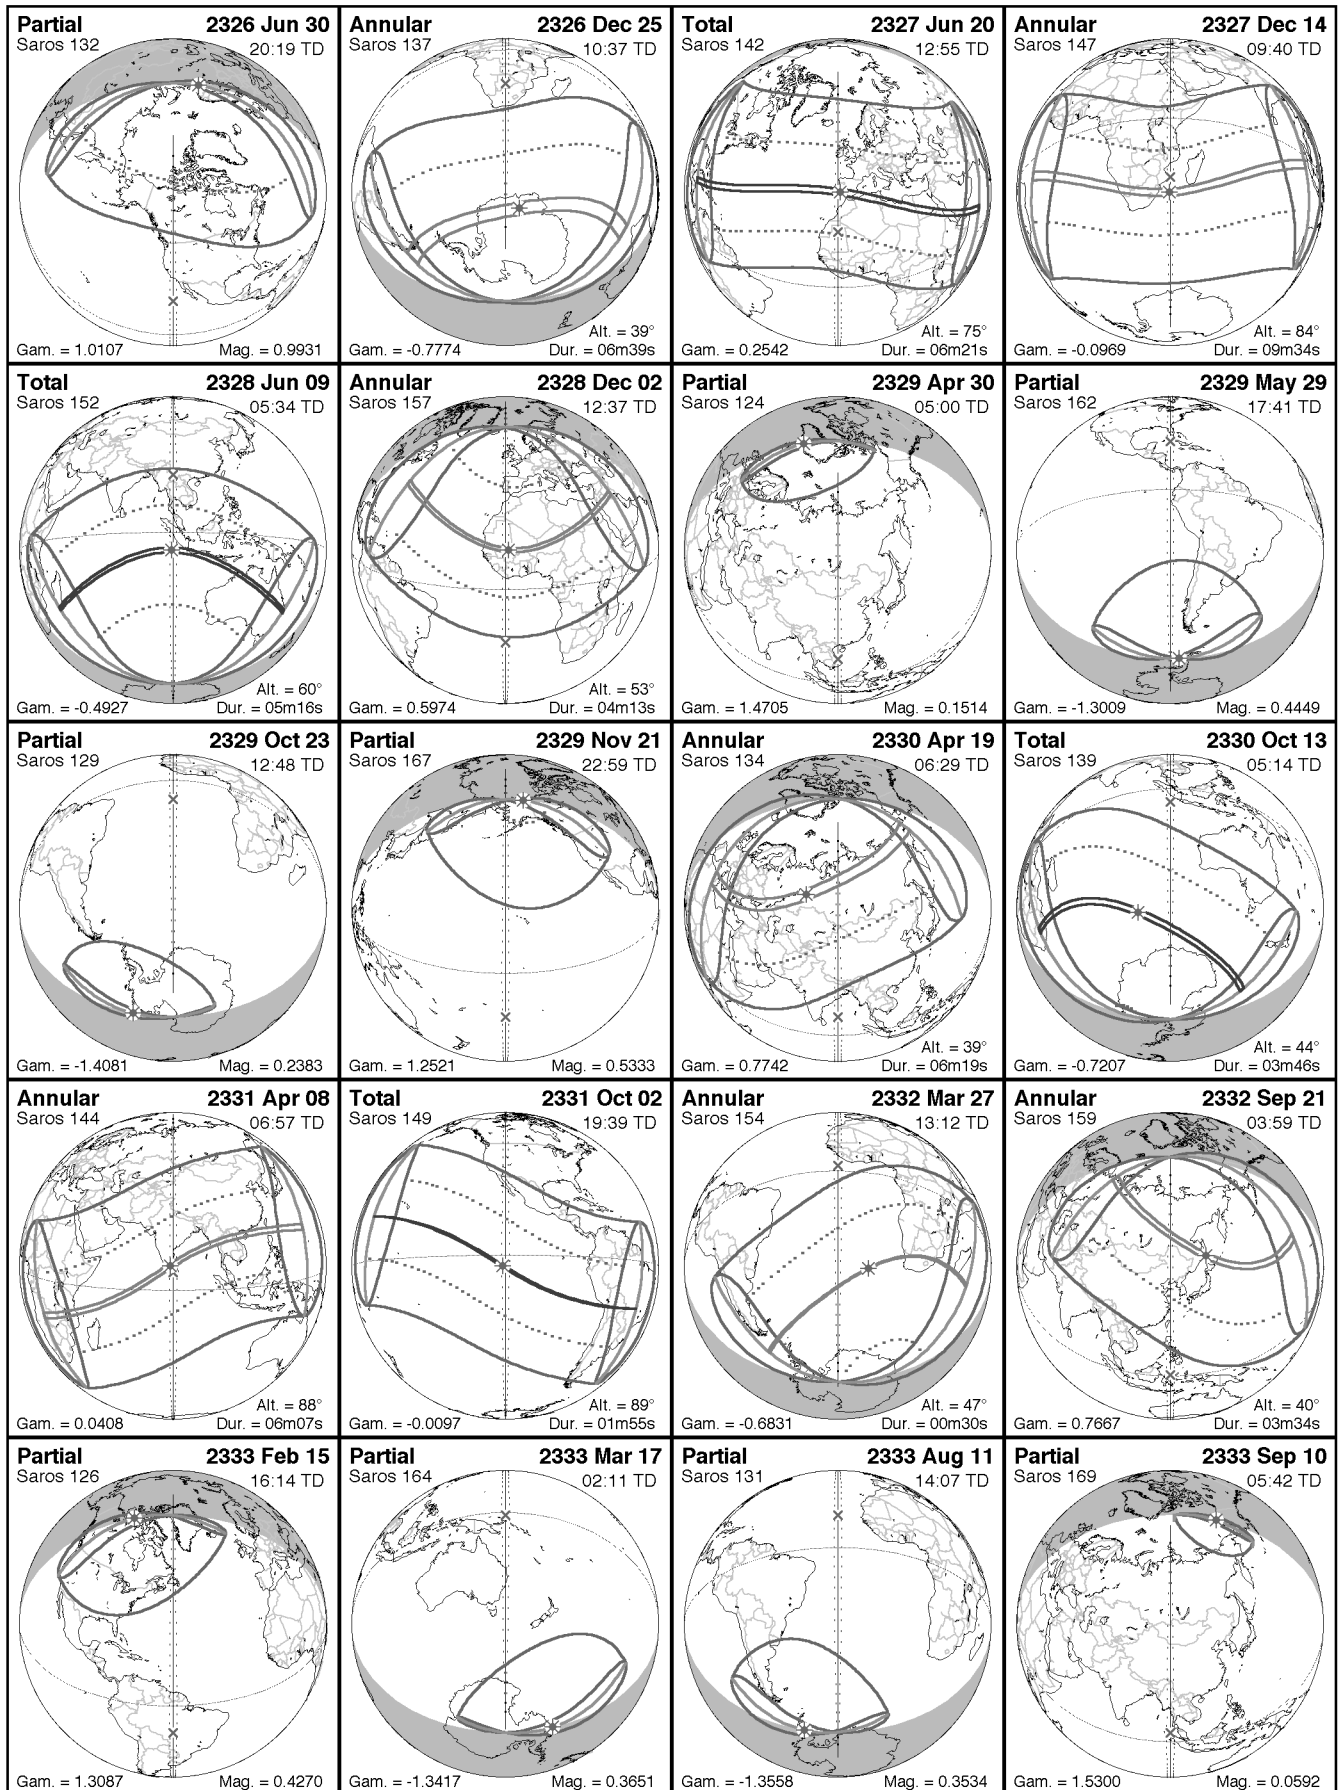 Partial 2326 Jun 30
Saros 132 20:19 TD
Gam. = 1.0107 Mag. = 0.9931
Annular 2326 Dec 25
Saros 137 10:37 TD
Alt. = 39°
Gam. = -0.7774 Dur. = 06m39s
Total 2327 Jun 20
Saros 142 12:55 TD
Alt. = 75°
Gam. = 0.2542 Dur. = 06m21s
Annular 2327 Dec 14
Saros 147 09:40 TD
Alt. = 84°
Gam. = -0.0969 Dur. = 09m34s
Total 2328 Jun 09
Saros 152 05:34 TD
Alt. = 60°
Gam. = -0.4927 Dur. = 05m16s
Annular 2328 Dec 02
Saros 157 12:37 TD
Alt. = 53°
Gam. = 0.5974 Dur. = 04m13s
Partial 2329 Apr 30
Saros 124 05:00 TD
Gam. = 1.4705 Mag. = 0.1514
Partial 2329 May 29
Saros 162 17:41 TD
Gam. = -1.3009 Mag. = 0.4449
Partial 2329 Oct 23
Saros 129 12:48 TD
Gam. = -1.4081 Mag. = 0.2383
Partial 2329 Nov 21
Saros 167 22:59 TD
Gam. = 1.2521 Mag. = 0.5333
Annular 2330 Apr 19
Saros 134 06:29 TD
Alt. = 39°
Gam. = 0.7742 Dur. = 06m19s
Total 2330 Oct 13
Saros 139 05:14 TD
Alt. = 44°
Gam. = -0.7207 Dur. = 03m46s
Annular 2331 Apr 08
Saros 144 06:57 TD
Alt. = 88°
Gam. = 0.0408 Dur. = 06m07s
Total 2331 Oct 02
Saros 149 19:39 TD
Alt. = 89°
Gam. = -0.0097 Dur. = 01m55s
Annular 2332 Mar 27
Saros 154 13:12 TD
Alt. = 47°
Gam. = -0.6831 Dur. = 00m30s
Annular 2332 Sep 21
Saros 159 03:59 TD
Alt. = 40°
Gam. = 0.7667 Dur. = 03m34s
Partial 2333 Feb 15
Saros 126 16:14 TD
Gam. = 1.3087 Mag. = 0.4270
Partial 2333 Mar 17
Saros 164 02:11 TD
Gam. = -1.3417 Mag. = 0.3651
Partial 2333 Aug 11
Saros 131 14:07 TD
Gam. = -1.3558 Mag. = 0.3534
Partial 2333 Sep 10
Saros 169 05:42 TD
Gam. = 1.5300 Mag. = 0.0592